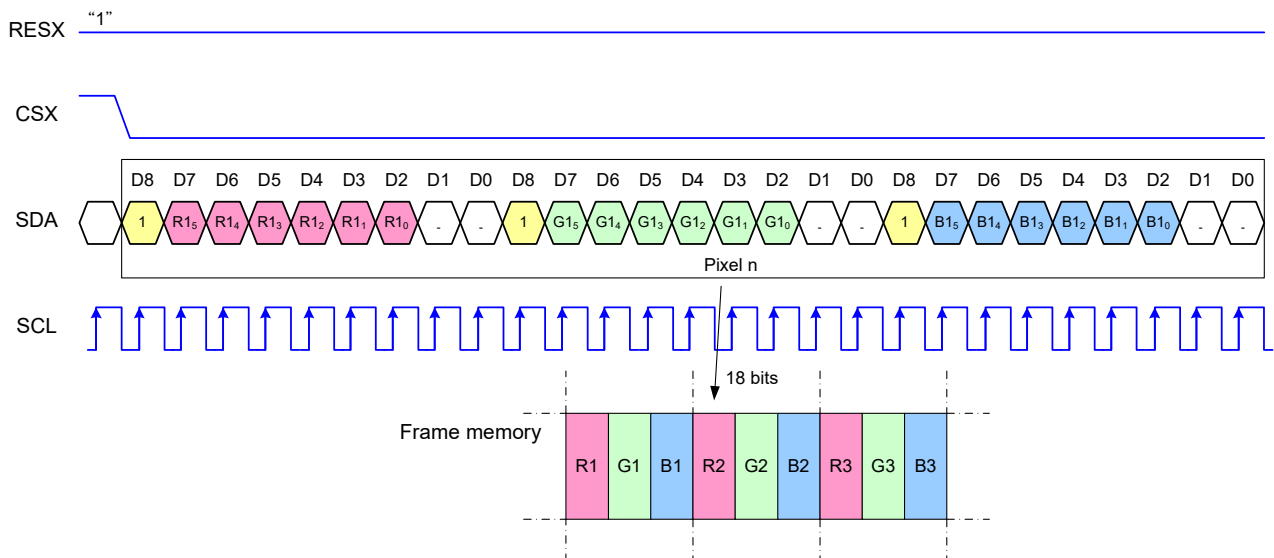 “1”
RESX
CSX
D8 D7 D6 D5 D4 D3 D2 D1 D0 D8 D7 D6 D5 D4 D3 D2 D1 D0 D8 D7 D6 D5 D4 D3 D2 D1 D0
SDA 1 R1₅ R1₄ R1₃ R1₂ R1₁ R1₀ - - 1 G1₅ G1₄ G1₃ G1₂ G1₁ G1₀ - - 1 B1₅ B1₄ B1₃ B1₂ B1₁ B1₀ - -
Pixel n
SCL
18 bits
Frame memory
R1 G1 B1 R2 G2 B2 R3 G3 B3